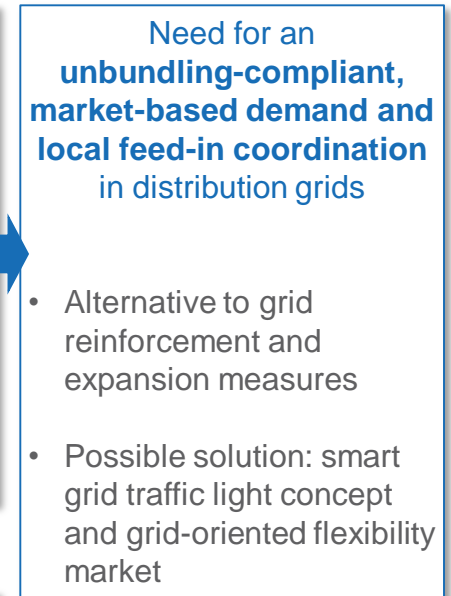 Need for an
unbundling-compliant,
market-based demand and
local feed-in coordination
in distribution grids
• Alternative to grid
reinforcement and
expansion measures
• Possible solution: smart
grid traffic light concept
and grid-oriented flexibility
market